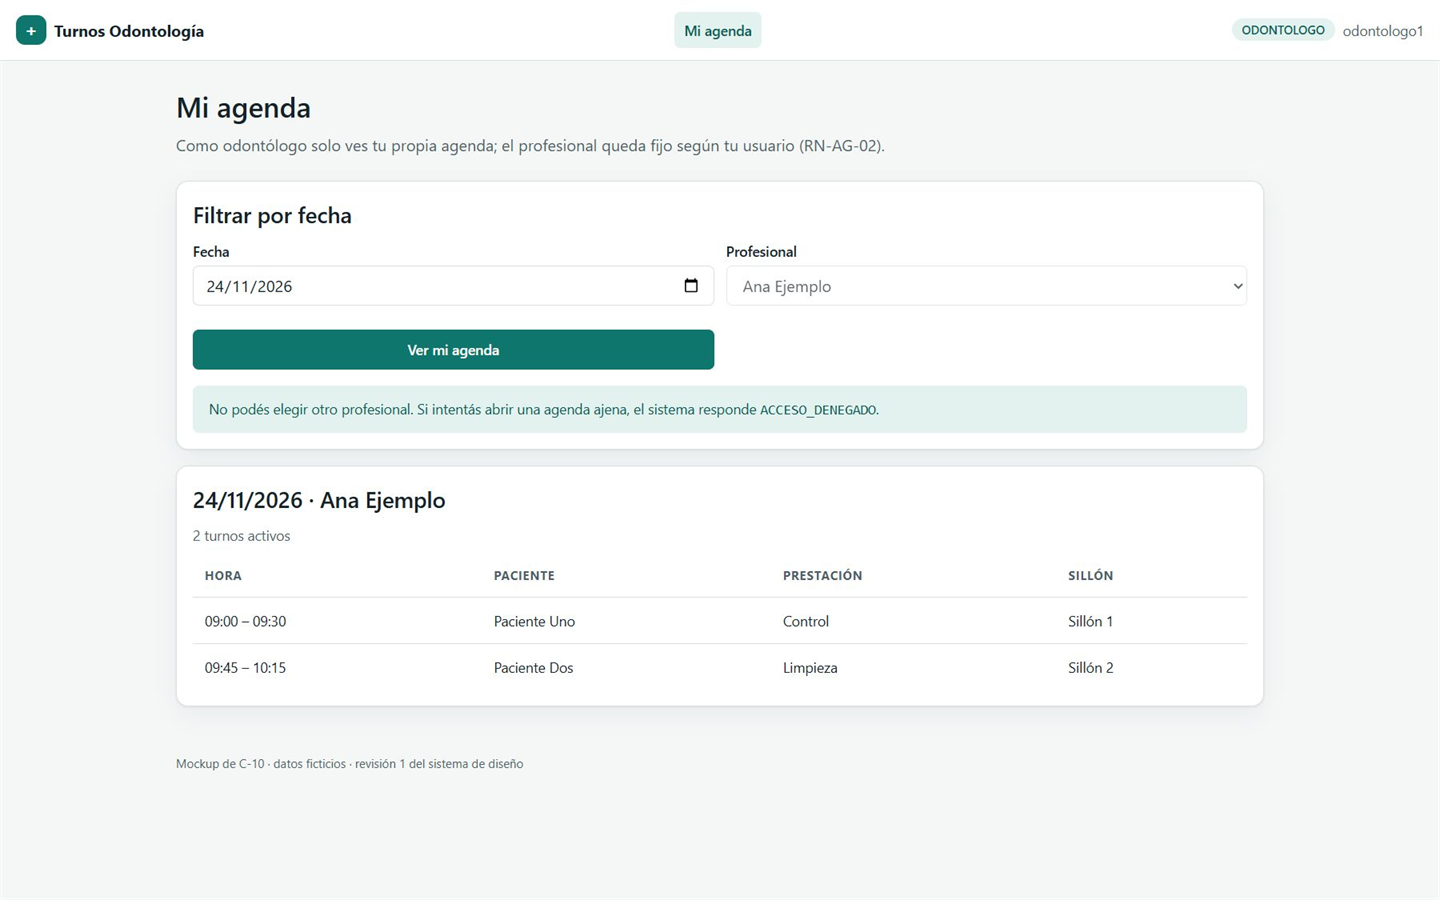 + Turnos Odontología
Mi agenda
ODONTOLOGO odontologo1
Mi agenda
Como odontólogo solo ves tu propia agenda; el profesional queda fijo según tu usuario (RN-AG-02).
Filtrar por fecha
Fecha
24/11/2026
Profesional
Ana Ejemplo
Ver mi agenda
No podés elegir otro profesional. Si intentás abrir una agenda ajena, el sistema responde ACCESO_DENEGADO.
24/11/2026 · Ana Ejemplo
2 turnos activos
HORA PACIENTE PRESTACIÓN SILLÓN
09:00 – 09:30 Paciente Uno Control Sillón 1
09:45 – 10:15 Paciente Dos Limpieza Sillón 2
Mockup de C-10 · datos ficticios · revisión 1 del sistema de diseño